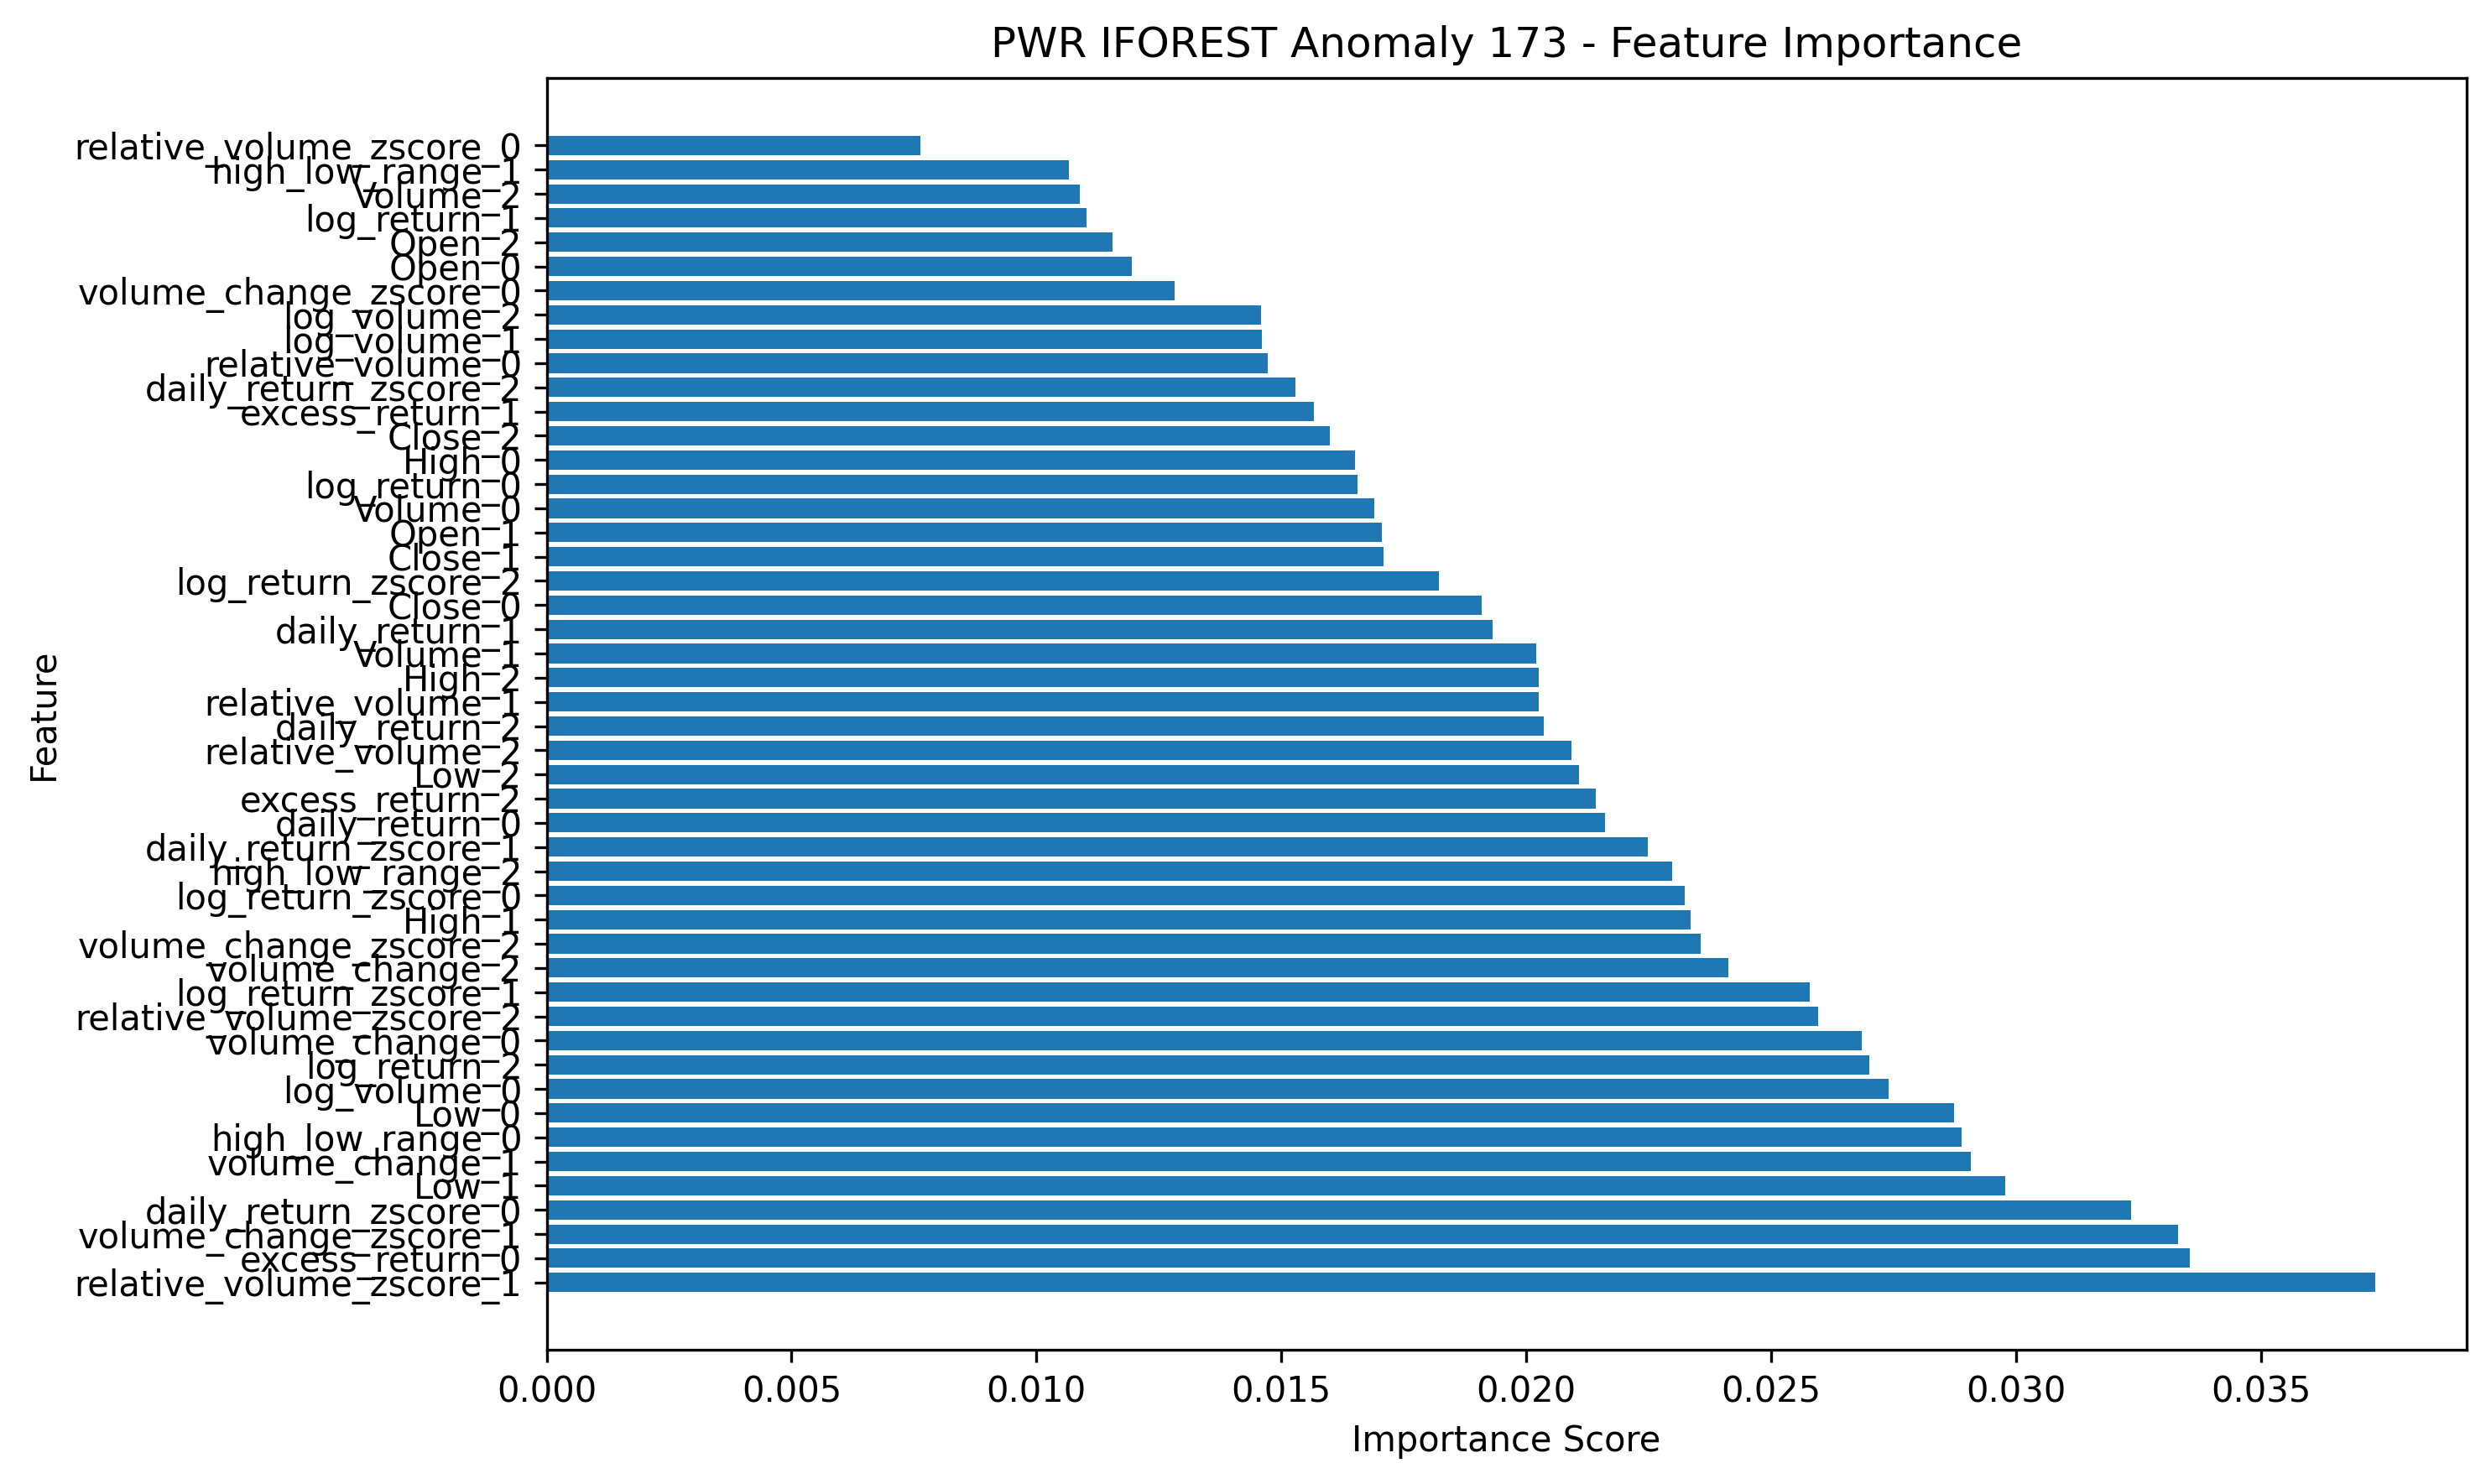 PWR IFOREST Anomaly 173 - Feature Importance
relative_volume_zscore_0
high_low_range_1
Volume_2
log_return_1
Open_2
Open_0
volume_change_zscore_0
log_volume_2
log_volume_1
relative_volume_0
daily_return_zscore_2
excess_return_1
Close_2
High_0
log_return_0
Volume_0
Open_1
Close_1
log_return_zscore_2
Close_0
daily_return_1
Volume_1
High_2
relative_volume_1
daily_return_2
relative_volume_2
Low_2
excess_return_2
daily_return_0
daily_return_zscore_1
high_low_range_2
log_return_zscore_0
High_1
volume_change_zscore_2
volume_change_2
log_return_zscore_1
relative_volume_zscore_2
volume_change_0
log_return_2
log_volume_0
Low_0
high_low_range_0
volume_change_1
Low_1
daily_return_zscore_0
volume_change_zscore_1
excess_return_0
relative_volume_zscore_1
Feature
0.000 0.005 0.010 0.015 0.020 0.025 0.030 0.035
Importance Score